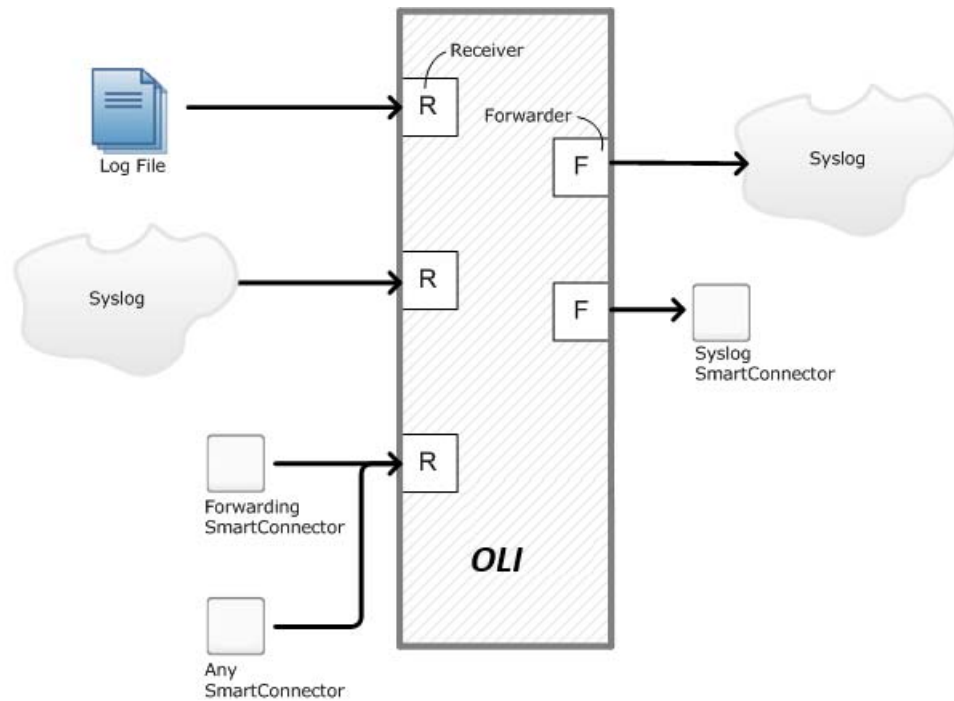 Receiver
R
Log File
Forwarder
F
Syslog
R
Syslog
F
Syslog
SmartConnector
R
Forwarding
SmartConnector
OLI
Any
SmartConnector